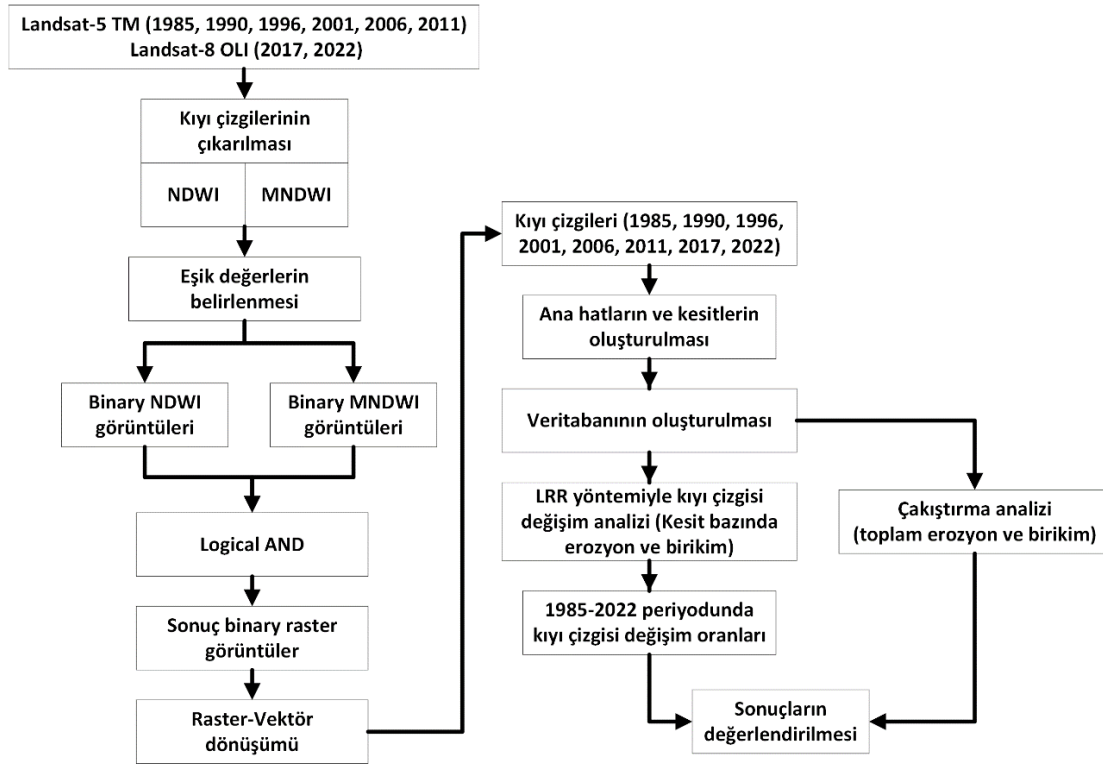 Landsat-5 TM (1985, 1990, 1996, 2001, 2006, 2011)
Landsat-8 OLI (2017, 2022)
Kıyı çizgilerinin
çıkarılması
NDWI
MNDWI
Eşik değerlerin
belirlenmesi
Binary NDWI
görüntüleri
Binary MNDWI
görüntüleri
Logical AND
Sonuç binary raster
görüntüler
Raster-Vektör
dönüşümü
Kıyı çizgileri (1985, 1990, 1996,
2001, 2006, 2011, 2017, 2022)
Ana hatların ve kesitlerin
oluşturulması
Veritabanının oluşturulması
LRR yöntemiyle kıyı çizgisi
değişim analizi (Kesit bazında
erozyon ve birikim)
1985-2022 periyodunda
kıyı çizgisi değişim oranları
Çakıştırma analizi
(toplam erozyon ve birikim)
Sonuçların
değerlendirilmesi